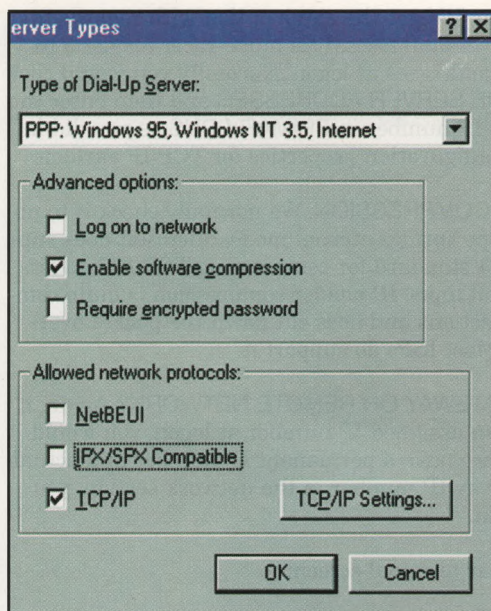 erver Types
Type of Dial-Up Server:
PPP: Windows 95, Windows NT 3.5, Internet
Advanced options:
Log on to network
Enable software compression
Require encrypted password
Allowed network protocols:
NetBEUI
IPX/SPX Compatible
TCP/IP
TCP/IP Settings...
OK
Cancel